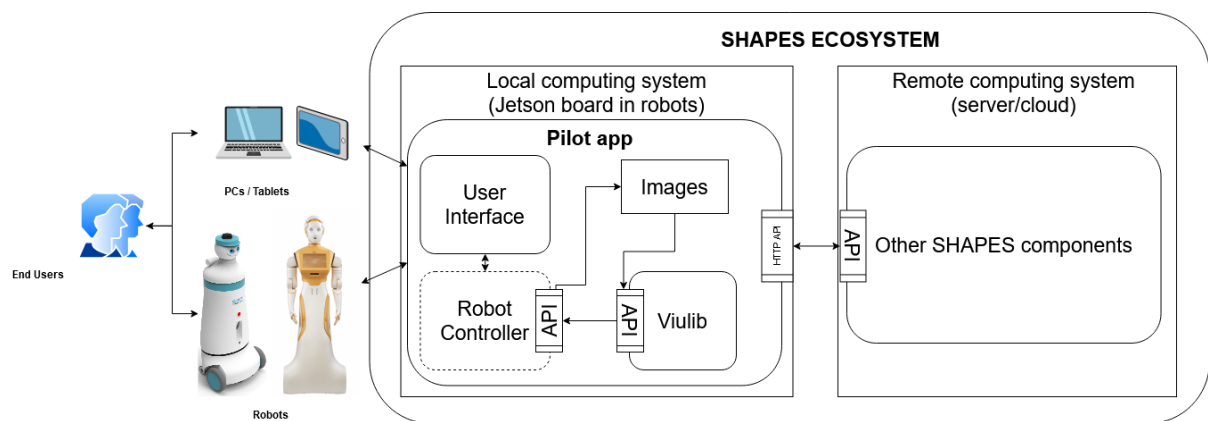 SHAPES ECOSYSTEM
Local computing system
(Jetson board in robots)
Remote computing system
(server/cloud)
Pilot app
User
Interface
Images
PCs / Tablets
End Users
HTTP API
API
Other SHAPES components
Robot
Controller
API
API
Viulib
Robots